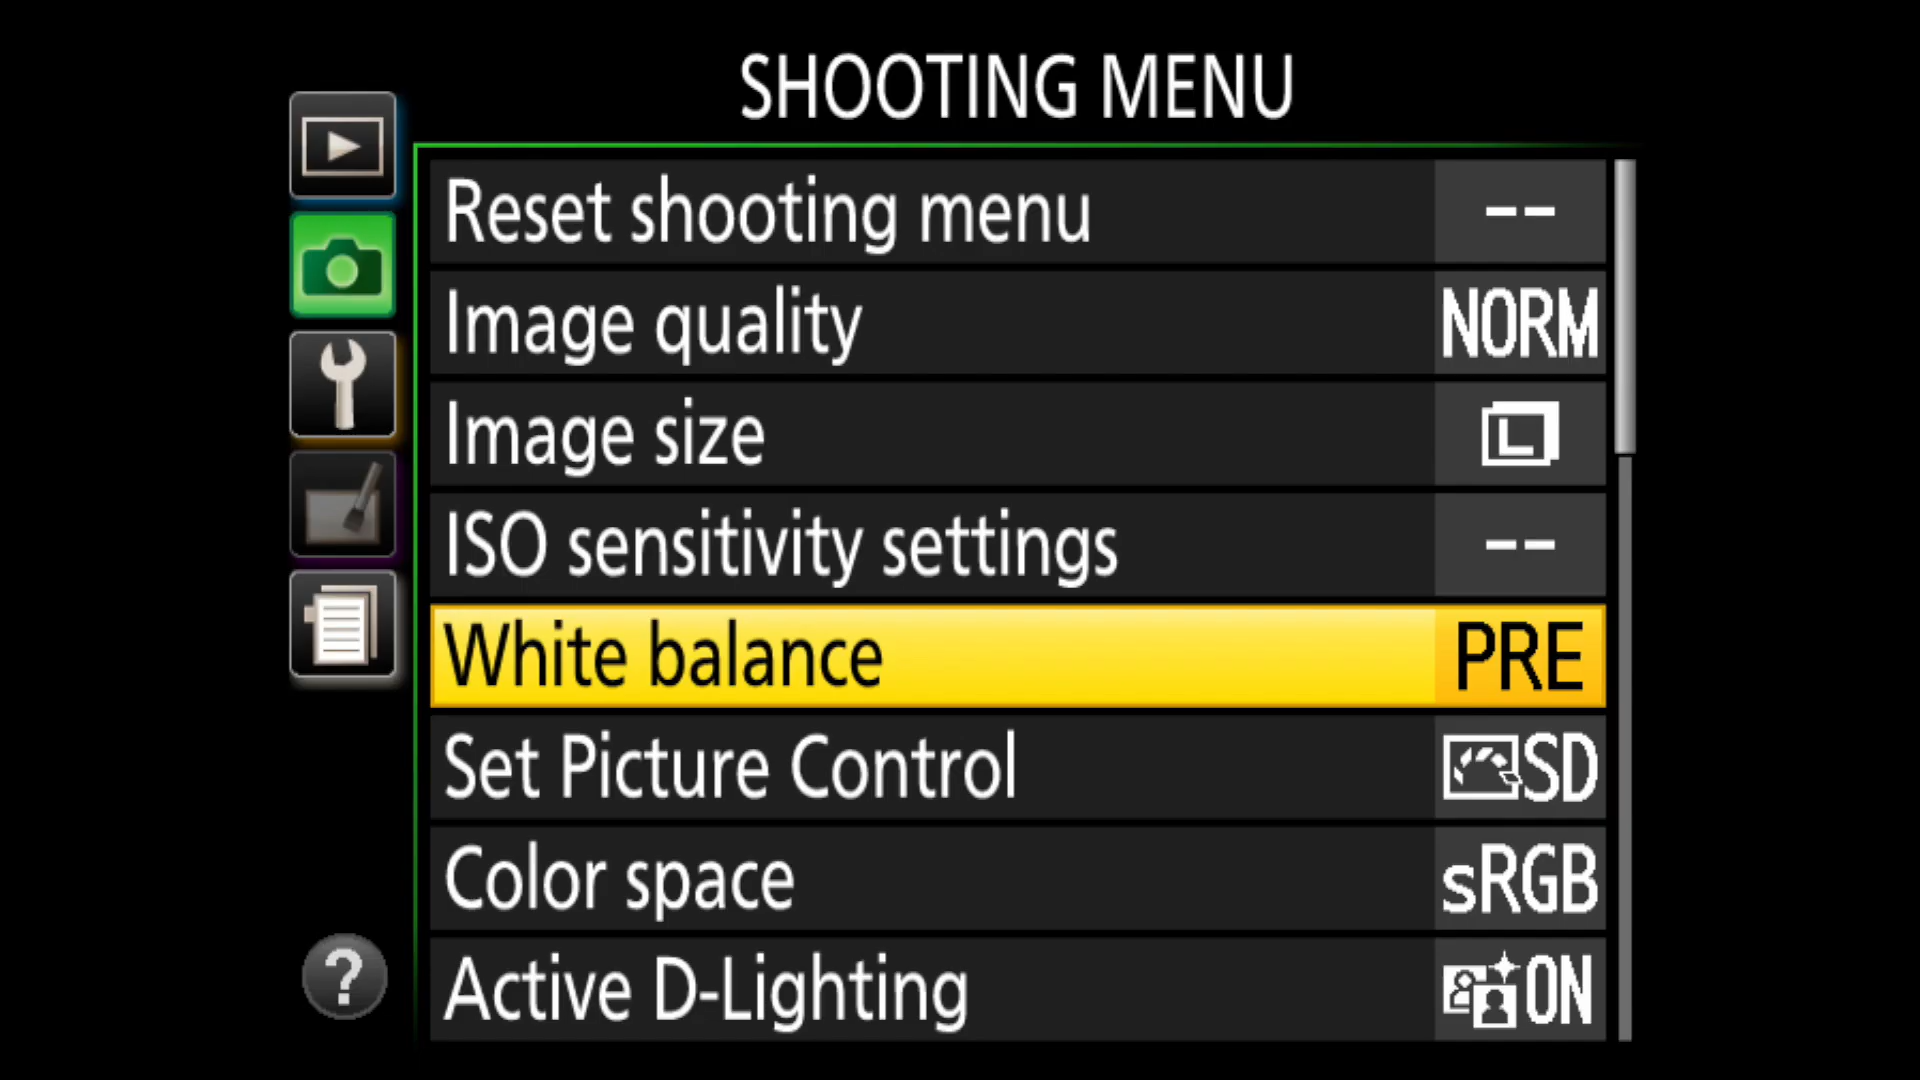 SHOOTING MENU
Reset shooting menu --
Image quality NORM
Image size L
ISO sensitivity settings --
White balance PRE
Set Picture Control SD
Color space sRGB
Active D-Lighting ON
?